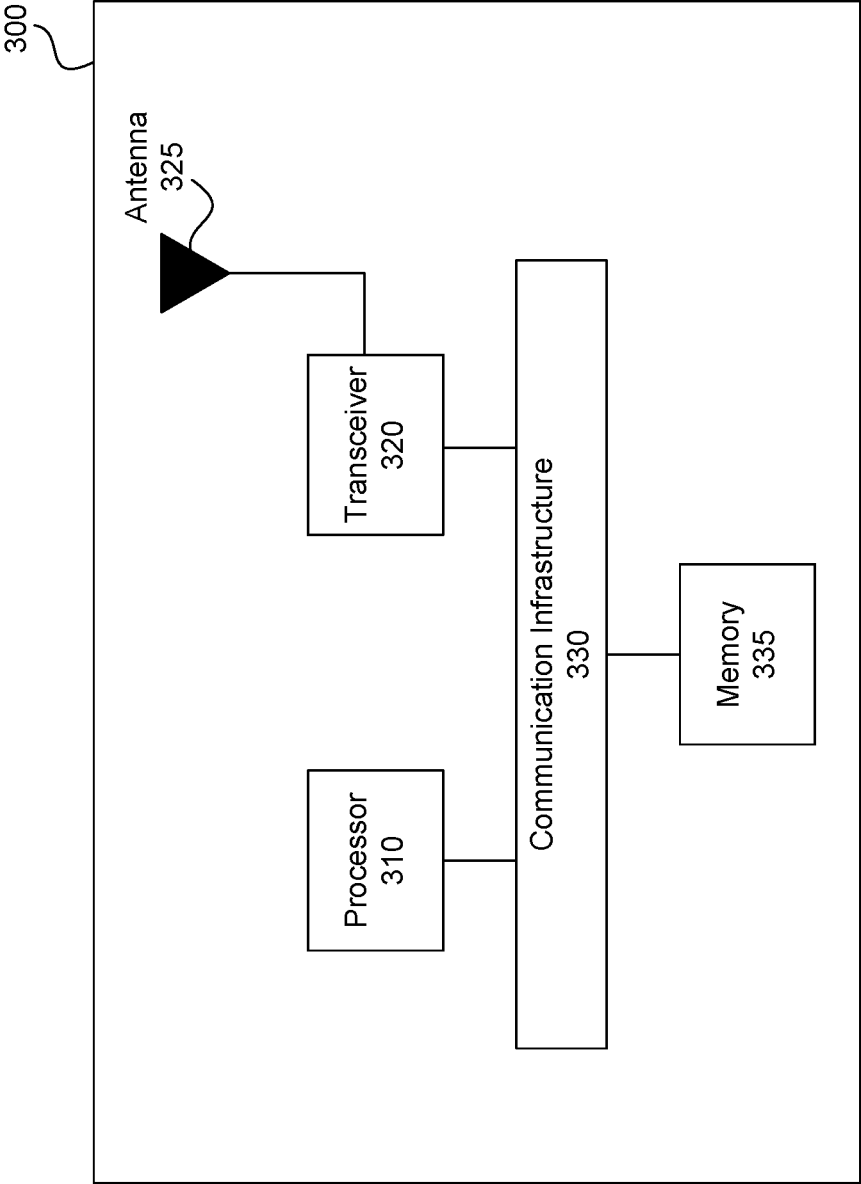 300
Antenna
325
Transceiver
320
Processor
310
Communication Infrastructure
330
Memory
335